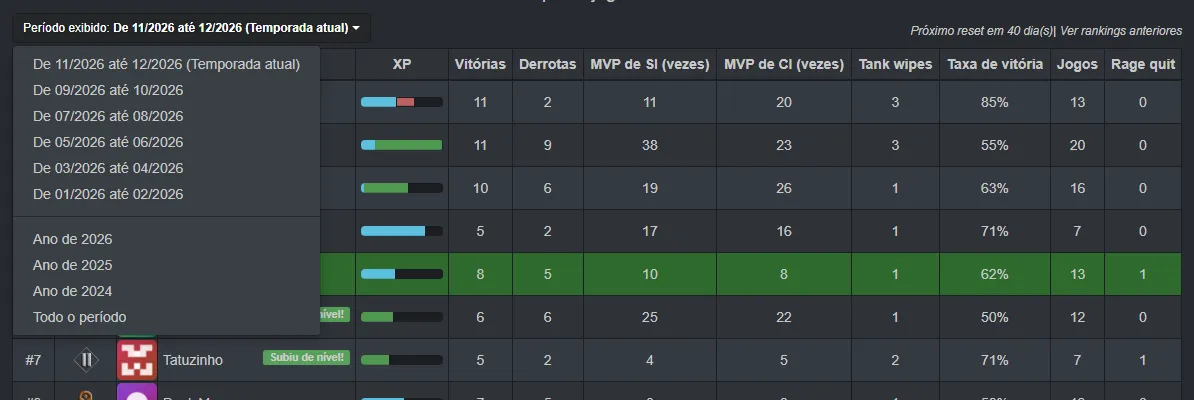 Período exibido: De 11/2026 até 12/2026 (Temporada atual)
Próximo reset em 40 dia(s)| Ver rankings anteriores
De 11/2026 até 12/2026 (Temporada atual)
De 09/2026 até 10/2026
De 07/2026 até 08/2026
De 05/2026 até 06/2026
De 03/2026 até 04/2026
De 01/2026 até 02/2026
Ano de 2026
Ano de 2025
Ano de 2024
Todo o período
XP Vitórias Derrotas MVP de SI (vezes) MVP de CI (vezes) Tank wipes Taxa de vitória Jogos Rage quit
11 2 11 20 3 85% 13 0
11 9 38 23 3 55% 20 0
10 6 19 26 1 63% 16 0
5 2 17 16 1 71% 7 0
8 5 10 8 1 62% 13 1
nível! 6 6 25 22 1 50% 12 0
#7 Tatuzinho Subiu de nível! 5 2 4 5 2 71% 7 1